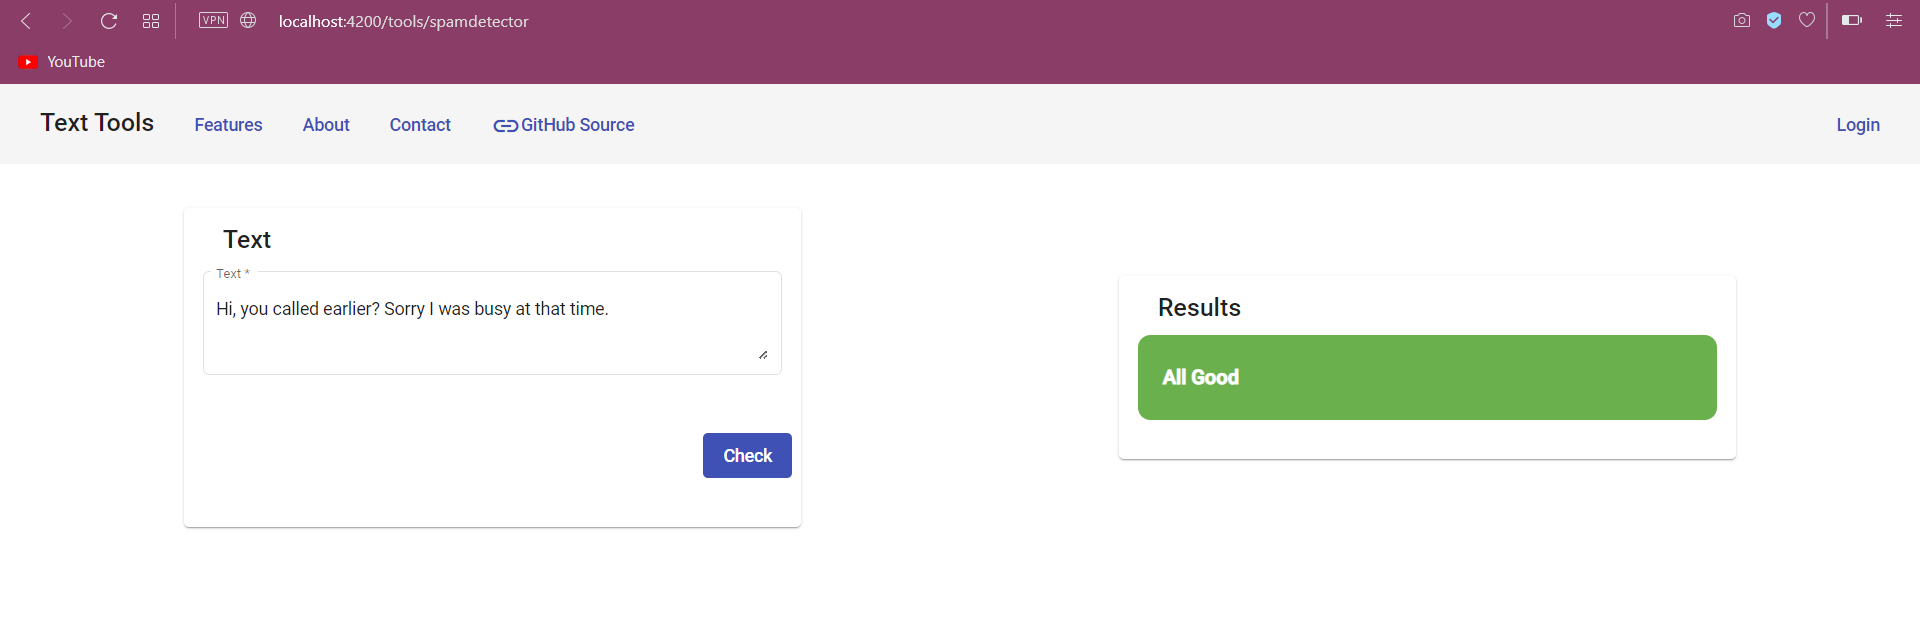 VPN localhost:4200/tools/spamdetector
YouTube
Text Tools Features About Contact GitHub Source Login
Text
Text *
Hi, you called earlier? Sorry I was busy at that time.
Check
Results
All Good